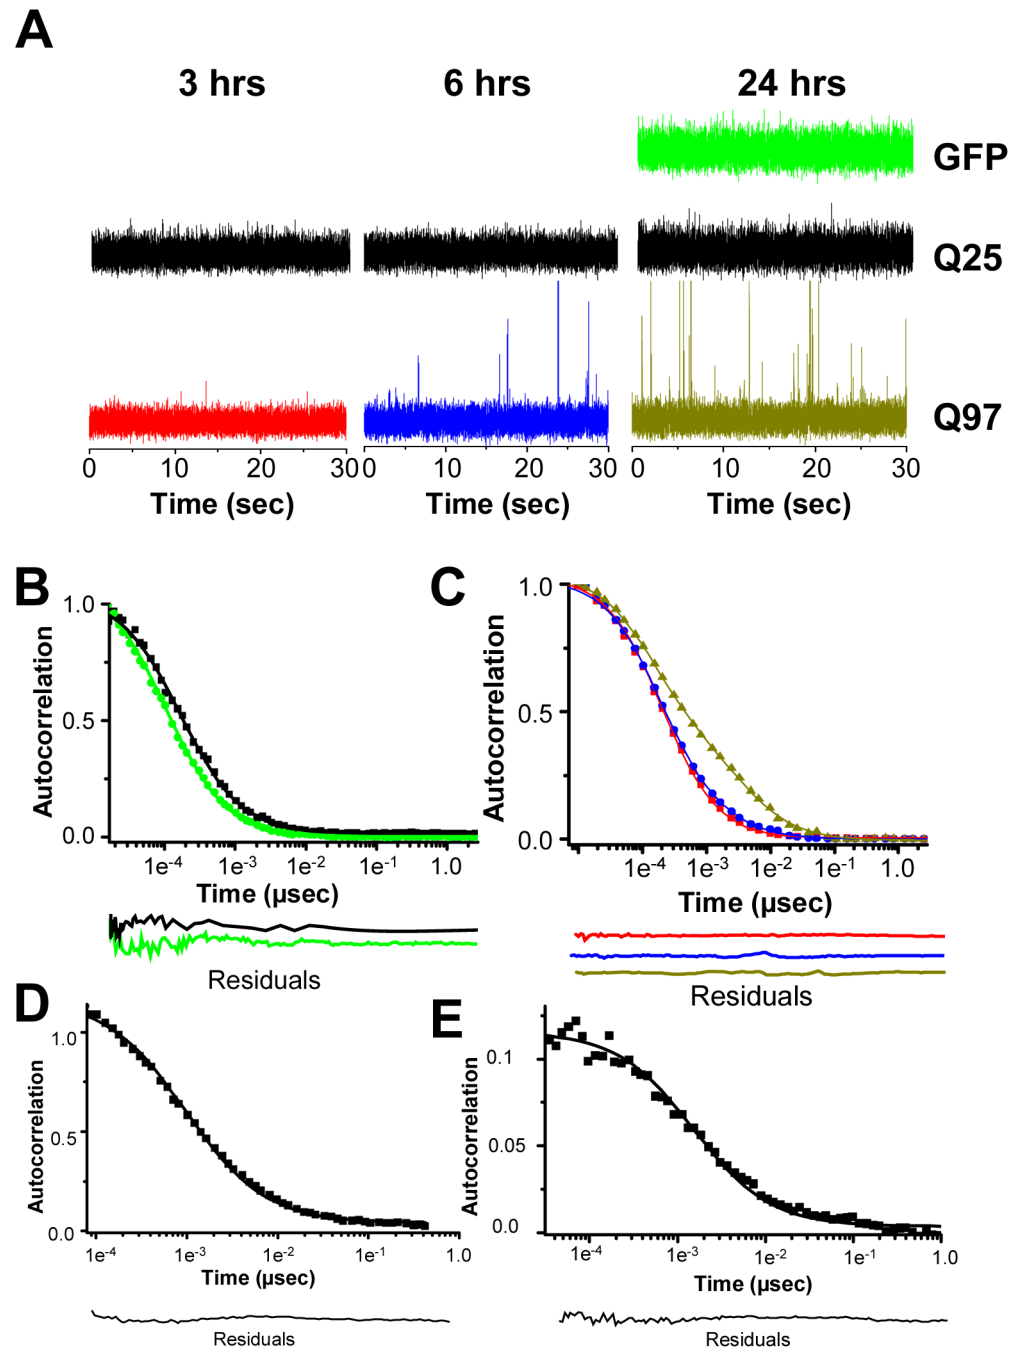 A
3 hrs 6 hrs 24 hrs
GFP
Q25
Q97
0 10 20 30 0 10 20 30 0 10 20 30
Time (sec) Time (sec) Time (sec)
B
1.0
0.5
0.0
Autocorrelation
1e-4 1e-3 1e-2 1e-1 1.0
Time (µsec)
Residuals
C
1.0
0.5
0.0
Autocorrelation
1e-4 1e-3 1e-2 1e-1 1.0
Time (µsec)
Residuals
D
1.0
0.5
0.0
Autocorrelation
1e-4 1e-3 1e-2 1e-1 1.0
Time (µsec)
Residuals
E
0.1
0.05
0.0
Autocorrelation
1e-4 1e-3 1e-2 1e-1 1.0
Time (µsec)
Residuals